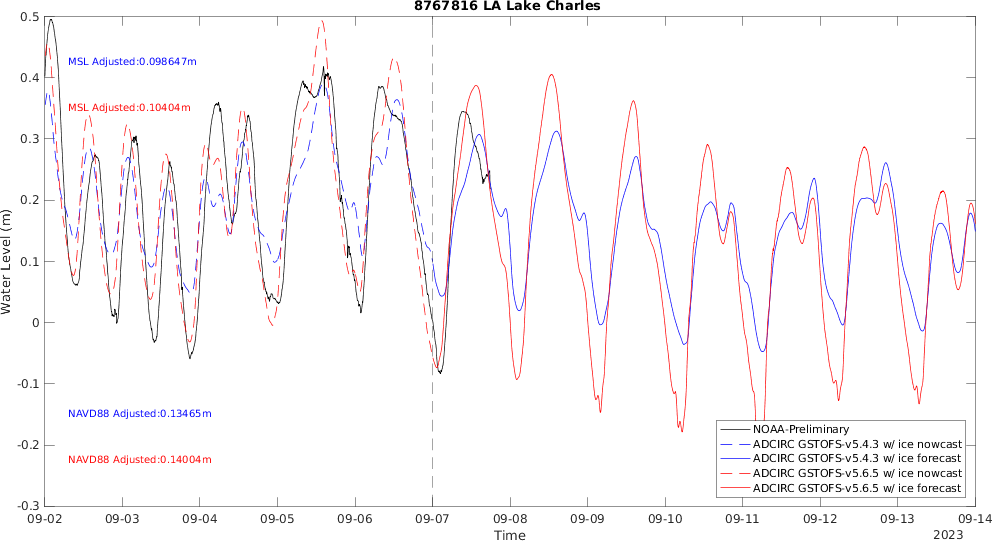 8767816 LA Lake Charles
0.5
0.4
0.3
0.2
0.1
0
-0.1
-0.2
-0.3
Water Level (m)
MSL Adjusted:0.098647m
MSL Adjusted:0.10404m
NAVD88 Adjusted:0.13465m
NAVD88 Adjusted:0.14004m
NOAA-Preliminary
ADCIRC GSTOFS-v5.4.3 w/ ice nowcast
ADCIRC GSTOFS-v5.4.3 w/ ice forecast
ADCIRC GSTOFS-v5.6.5 w/ ice nowcast
ADCIRC GSTOFS-v5.6.5 w/ ice forecast
09-02 09-03 09-04 09-05 09-06 09-07 09-08 09-09 09-10 09-11 09-12 09-13 09-14
Time
2023